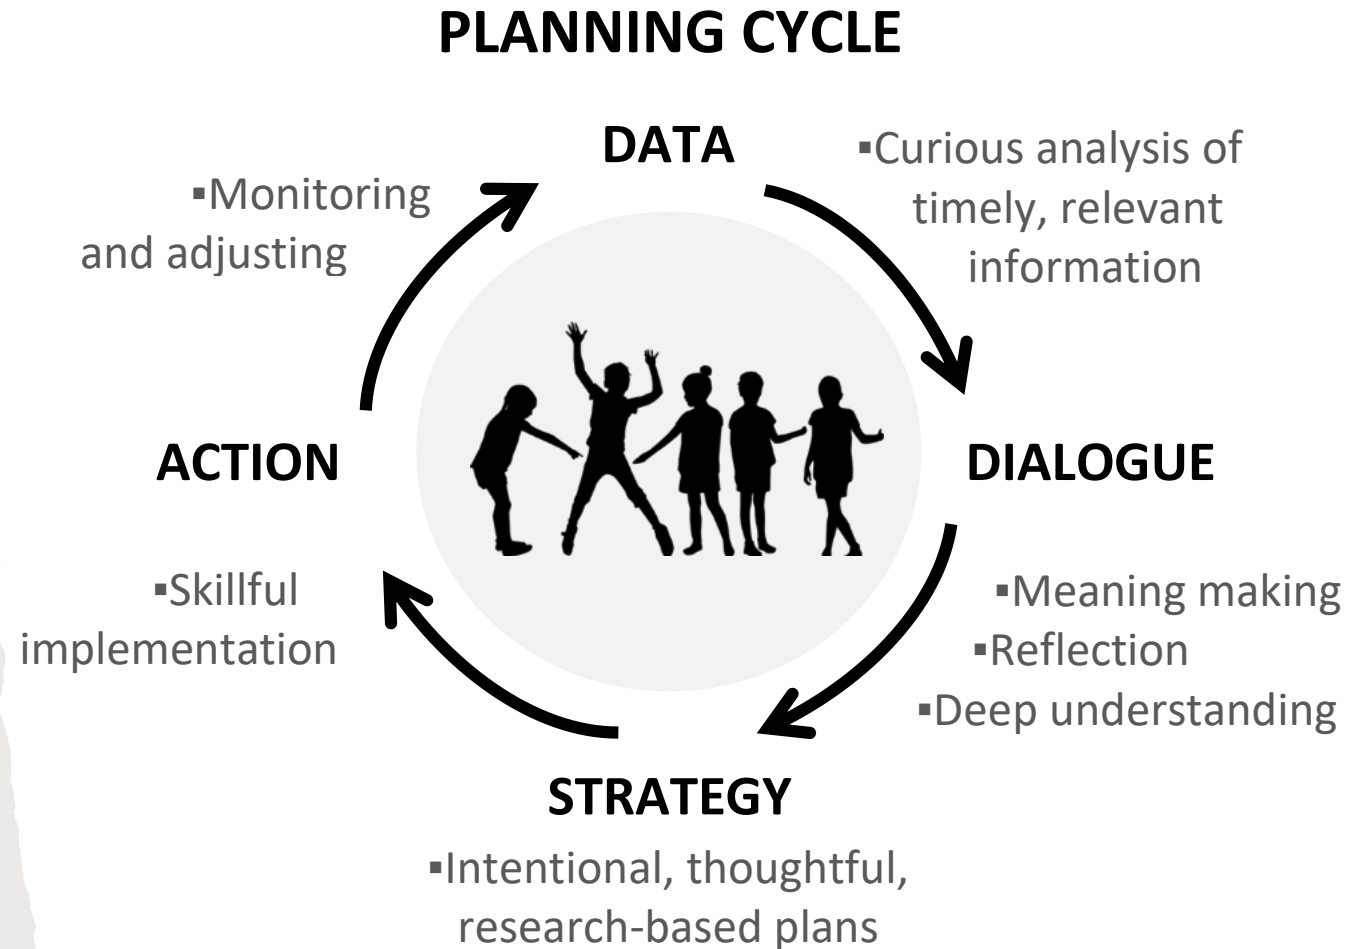 PLANNING CYCLE
DATA
▪Curious analysis of
timely, relevant
information
DIALOGUE
▪Meaning making
▪Reflection
▪Deep understanding
STRATEGY
▪Intentional, thoughtful,
research-based plans
ACTION
▪Skillful
implementation
▪Monitoring
and adjusting